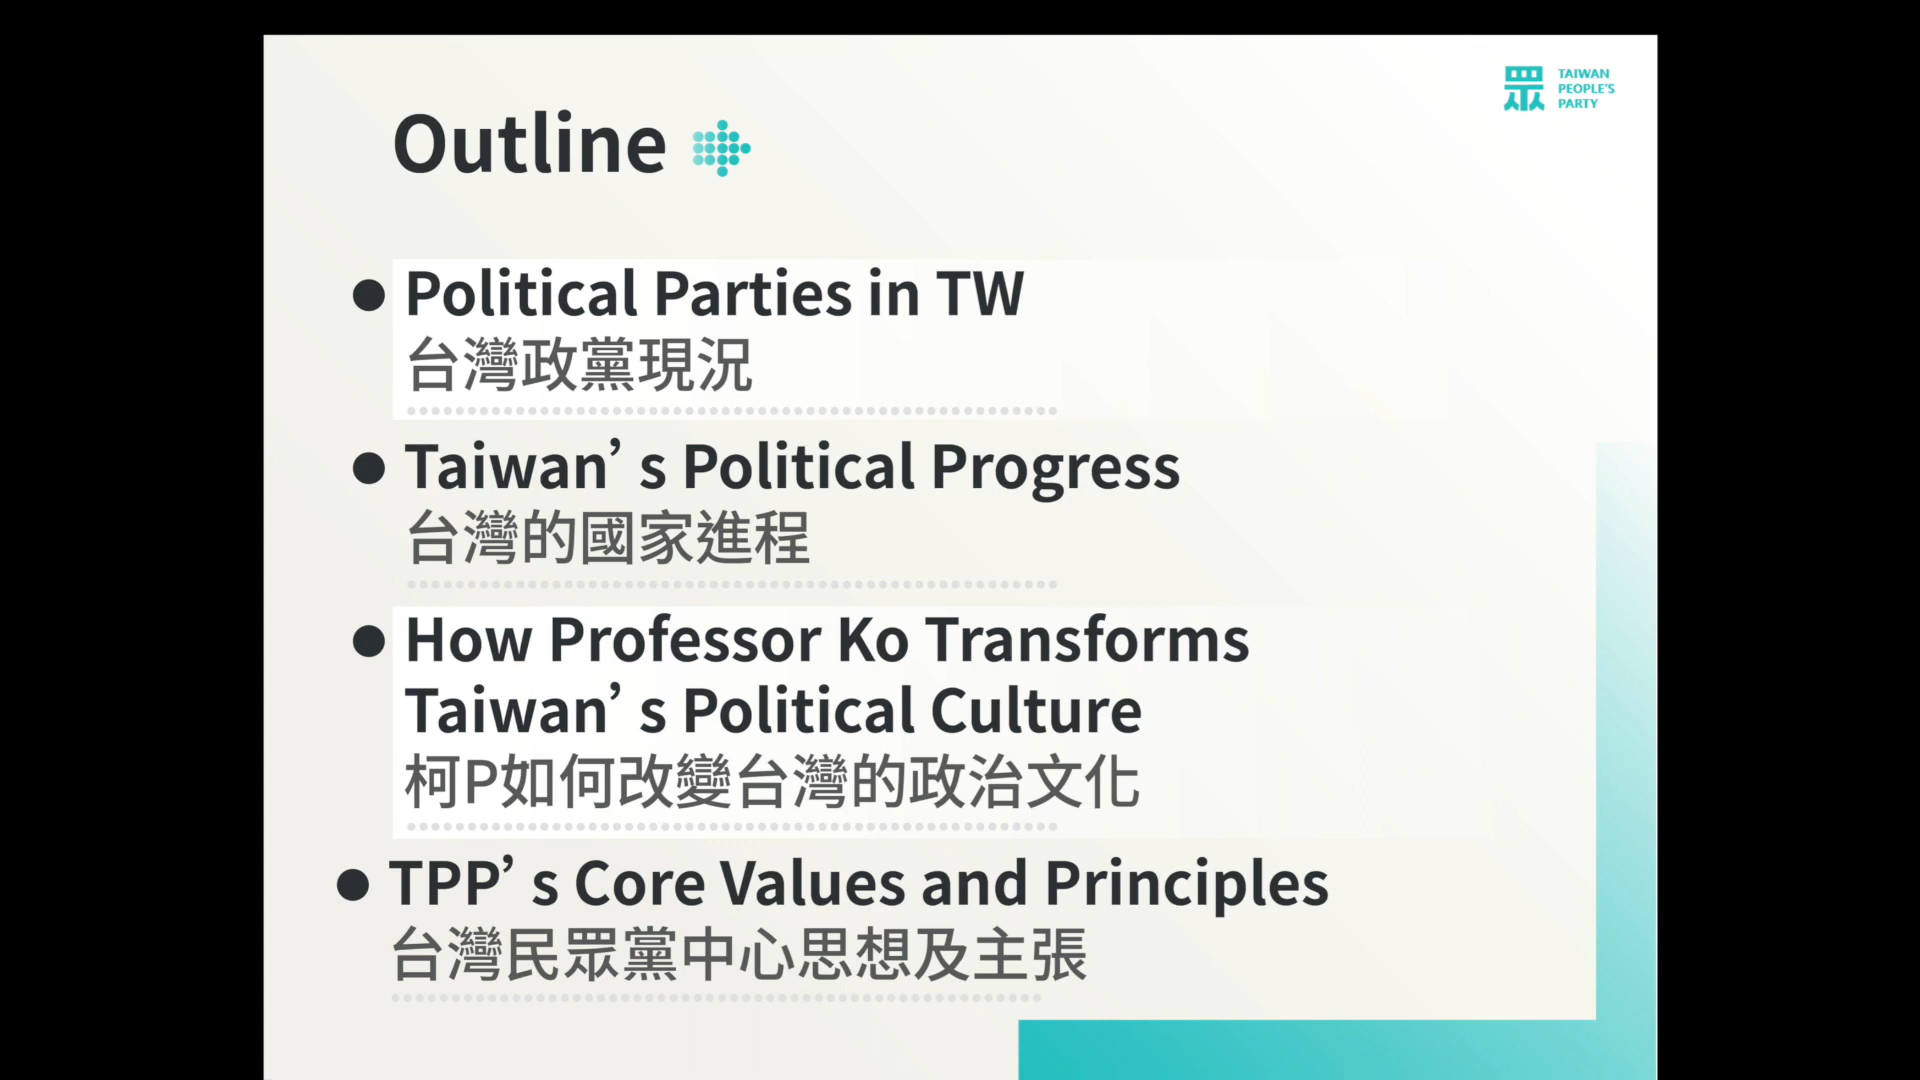 眾 TAIWAN
PEOPLE'S
PARTY
Outline
● Political Parties in TW
台灣政黨現況
● Taiwan’s Political Progress
台灣的國家進程
● How Professor Ko Transforms
Taiwan’s Political Culture
柯P如何改變台灣的政治文化
● TPP’s Core Values and Principles
台灣民眾黨中心思想及主張